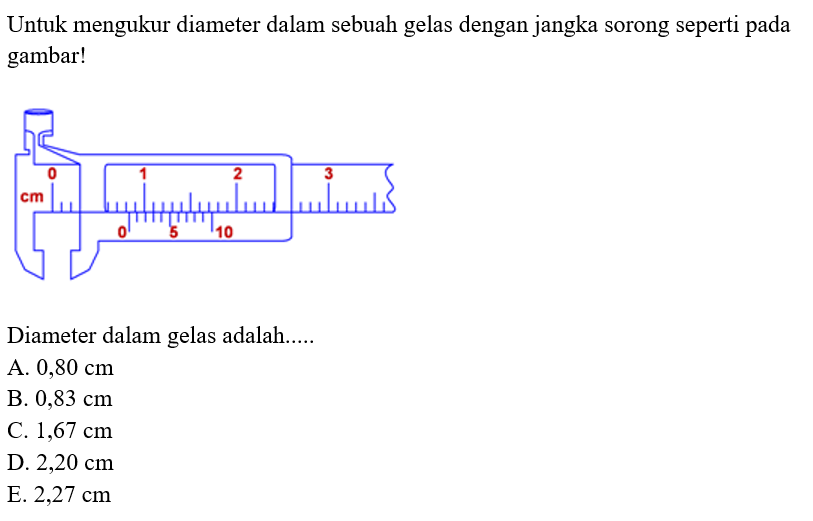 Untuk mengukur diameter dalam sebuah gelas dengan jangka sorong seperti pada
gambar!
0 1 2 3
cm
0 5 10
Diameter dalam gelas adalah.....
A. 0,80 cm
B. 0,83 cm
C. 1,67 cm
D. 2,20 cm
E. 2,27 cm